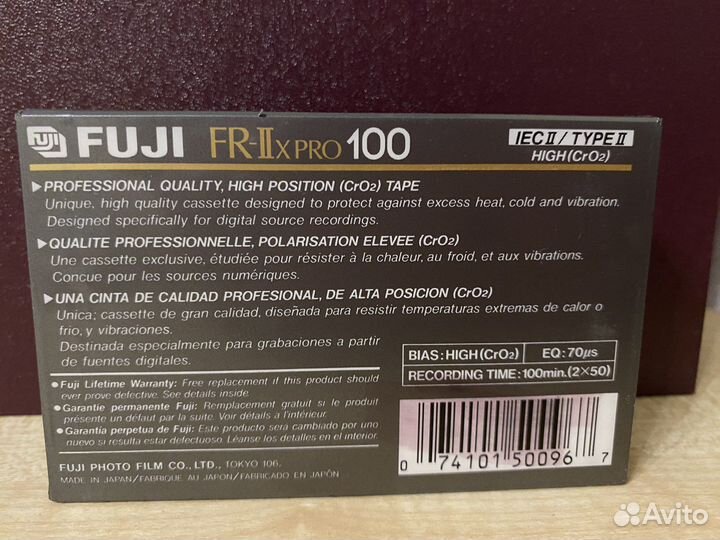 FUJI FUJI FR-IIx PRO 100
IEC II / TYPE II
HIGH (CrO2)
PROFESSIONAL QUALITY, HIGH POSITION (CrO2) TAPE
Unique, high quality cassette designed to protect against excess heat, cold and vibration.
Designed specifically for digital source recordings.
QUALITE PROFESSIONNELLE, POLARISATION ELEVEE (CrO2)
Une cassette exclusive, étudiée pour résister à la chaleur, au froid, et aux vibrations.
Concue pour les sources numériques.
UNA CINTA DE CALIDAD PROFESIONAL, DE ALTA POSICION (CrO2)
Unica; cassette de gran calidad, diseñada para resistir temperaturas extremas de calor o
frio, y vibraciones.
Destinada especialmente para grabaciones a partir
de fuentes digitales.
BIAS: HIGH (CrO2) EQ: 70µs
RECORDING TIME: 100min. (2×50)
• Fuji Lifetime Warranty: Free replacement if this product should
ever prove defective. See details inside.
• Garantie permanente Fuji: Remplacement gratuit si le produit
présente un défaut par la suite. Voir détails à l'intérieur.
• Garantía perpetua de Fuji: Este producto será cambiado por uno
nuevo si resulta estar defectuoso. Léanse los detalles en el interior.
FUJI PHOTO FILM CO., LTD., TOKYO 106.
MADE IN JAPAN/FABRIQUE AU JAPON/FABRICADO EN JAPÓN
0 74101 50096 7
Avito